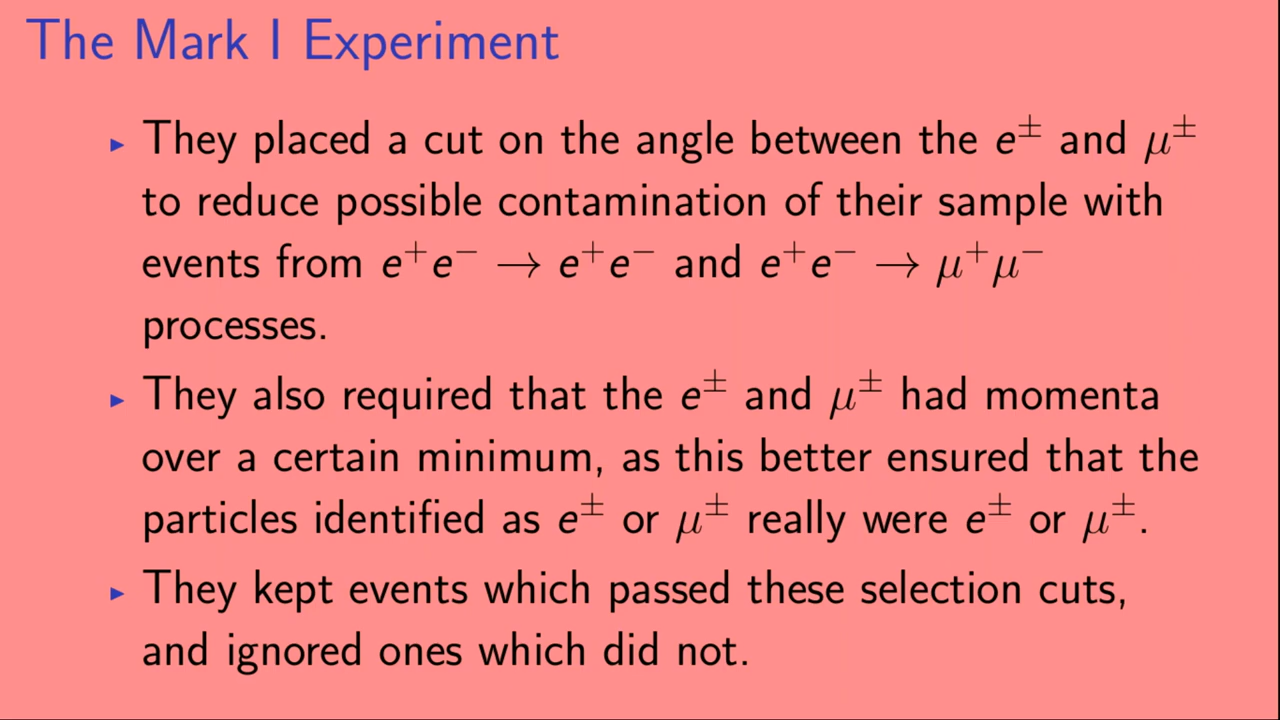 The Mark I Experiment
▸ They placed a cut on the angle between the e± and μ±
to reduce possible contamination of their sample with
events from e⁺e⁻ → e⁺e⁻ and e⁺e⁻ → μ⁺μ⁻
processes.
▸ They also required that the e± and μ± had momenta
over a certain minimum, as this better ensured that the
particles identified as e± or μ± really were e± or μ±.
▸ They kept events which passed these selection cuts,
and ignored ones which did not.